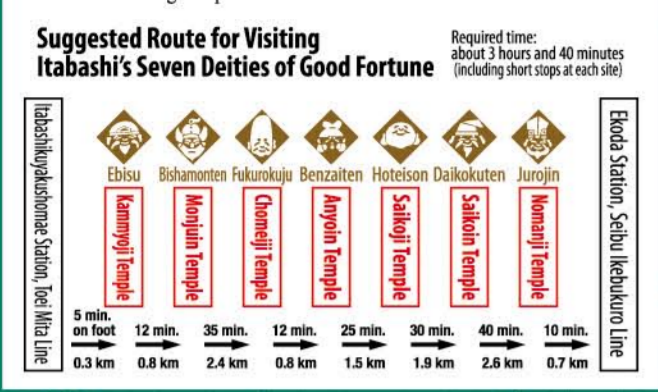 Suggested Route for Visiting
Itabashi's Seven Deities of Good Fortune
Required time:
about 3 hours and 40 minutes
(including short stops at each site)
Itabashikuyakushomae Station, Toei Mita Line
Ebisu Bishamonten Fukurokuju Benzaiten Hoteison Daikokuten Jurojin
Kammyoji Temple
Monjuin Temple
Chomeiji Temple
Anyoin Temple
Saikoji Temple
Saikoin Temple
Nomanji Temple
Ekoda Station, Seibu Ikebukuro Line
5 min.
on foot 12 min. 35 min. 12 min. 25 min. 30 min. 40 min. 10 min.
0.3 km 0.8 km 2.4 km 0.8 km 1.5 km 1.9 km 2.6 km 0.7 km